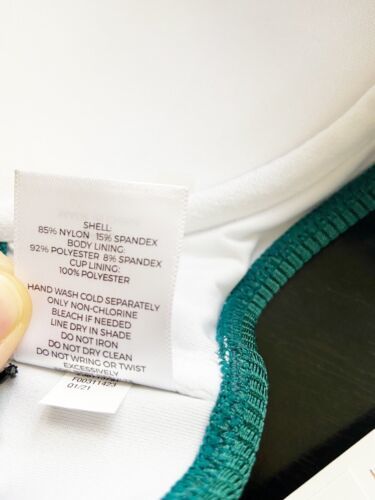 SHELL:
85% NYLON 15% SPANDEX
BODY LINING:
92% POLYESTER 8% SPANDEX
CUP LINING:
100% POLYESTER
HAND WASH COLD SEPARATELY
ONLY NON-CHLORINE
BLEACH IF NEEDED
LINE DRY IN SHADE
DO NOT IRON
DO NOT DRY CLEAN
DO NOT WRING OR TWIST
EXCESSIVELY
F00311423
01/21